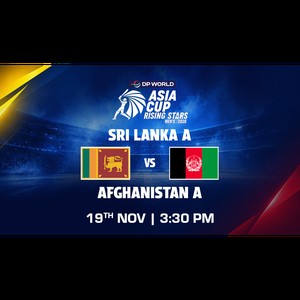 DP WORLD
ASIA
CUP
RISING STARS
SRI LANKA A
VS
AFGHANISTAN A
19TH NOV | 3:30 PM